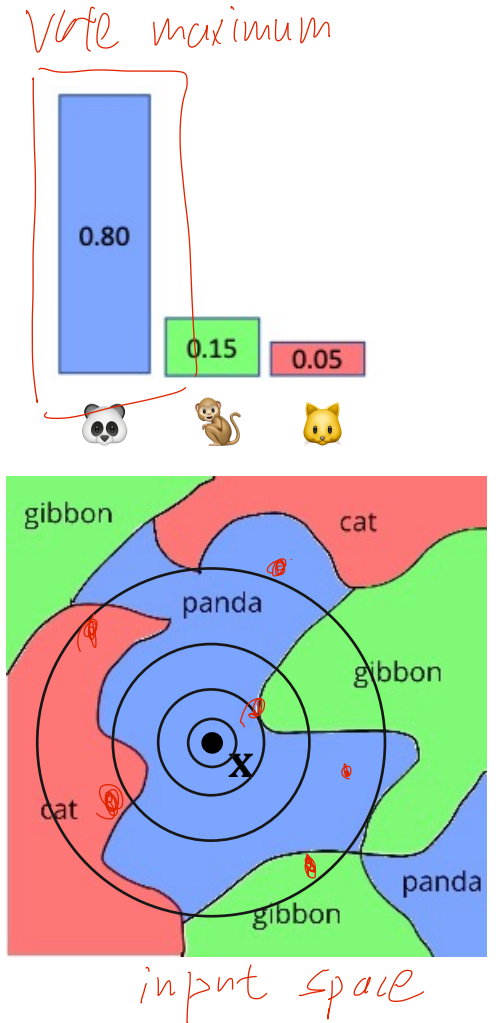 Vote maximum
0.80
0.15
0.05
gibbon
cat
panda
gibbon
x
cat
panda
gibbon
input space